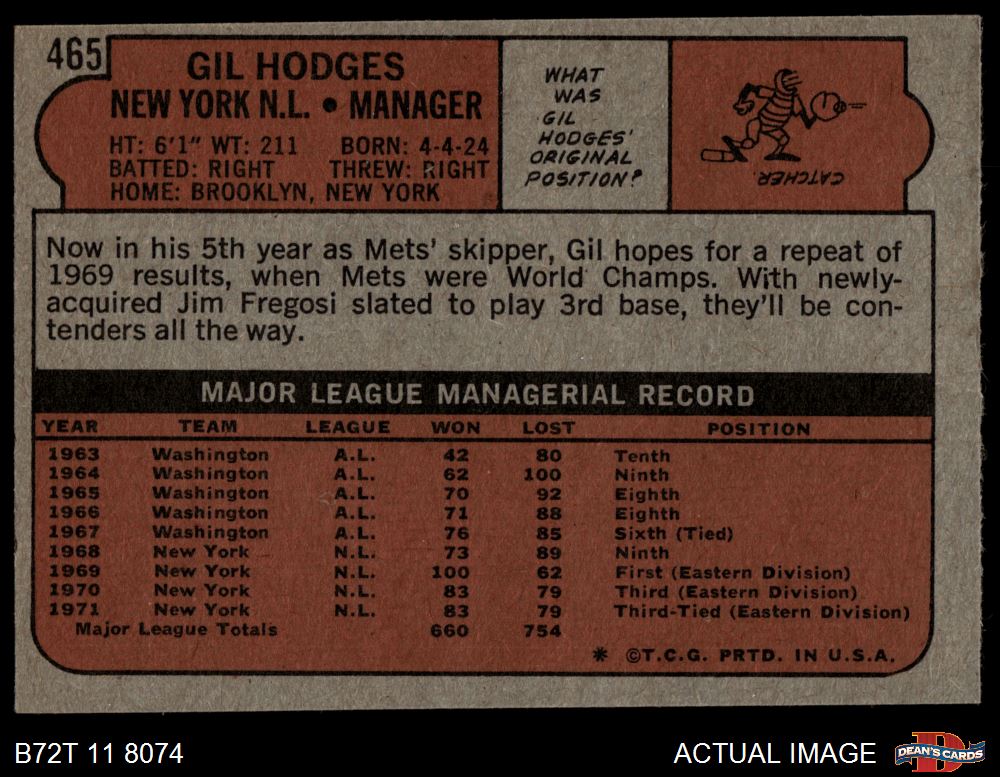 465
GIL HODGES
NEW YORK N.L. • MANAGER
HT: 6'1" WT: 211 BORN: 4-4-24
BATTED: RIGHT THREW: RIGHT
HOME: BROOKLYN, NEW YORK
WHAT
WAS
GIL
HODGES'
ORIGINAL
POSITION?
CATCHER.
Now in his 5th year as Mets' skipper, Gil hopes for a repeat of
1969 results, when Mets were World Champs. With newly-
acquired Jim Fregosi slated to play 3rd base, they'll be con-
tenders all the way.
MAJOR LEAGUE MANAGERIAL RECORD
YEAR TEAM LEAGUE WON LOST POSITION
1963 Washington A.L. 42 80 Tenth
1964 Washington A.L. 62 100 Ninth
1965 Washington A.L. 70 92 Eighth
1966 Washington A.L. 71 88 Eighth
1967 Washington A.L. 76 85 Sixth (Tied)
1968 New York N.L. 73 89 Ninth
1969 New York N.L. 100 62 First (Eastern Division)
1970 New York N.L. 83 79 Third (Eastern Division)
1971 New York N.L. 83 79 Third-Tied (Eastern Division)
Major League Totals 660 754
* ©T.C.G. PRTD. IN U.S.A.
B72T 11 8074 ACTUAL IMAGE DEAN'S CARDS